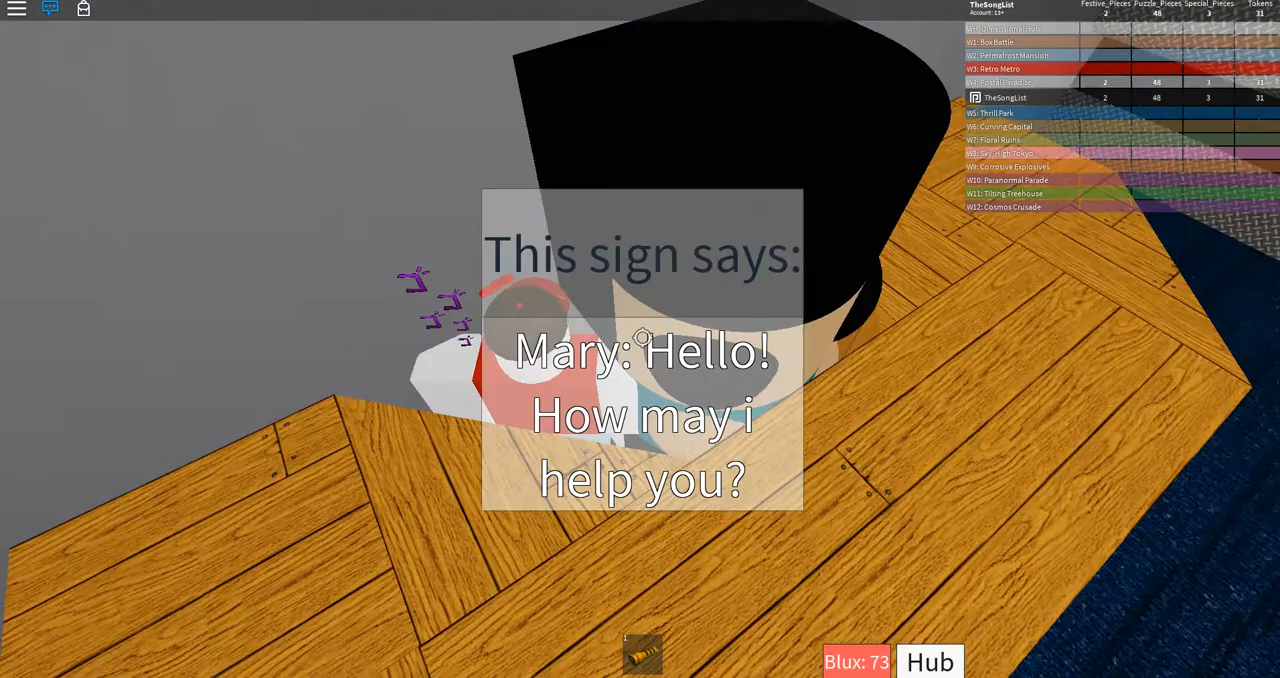 TheSongList
Account: 13+
Festive_Pieces Puzzle_Pieces Special_Pieces Tokens
2 48 3 31
W1: Box Battle
W2: Permafrost Mansion
W3: Retro Metro
W4: Postal Paradise 2 48 3 31
TheSongList 2 48 3 31
W5: Thrill Park
W6: Curving Capital
W7: Floral Ruins
W8: Sky-High Tokyo
W9: Corrosive Explosives
W10: Paranormal Parade
W11: Tilting Treehouse
W12: Cosmos Crusade
This sign says:
Mary: Hello!
How may i
help you?
1
Blux: 73
Hub